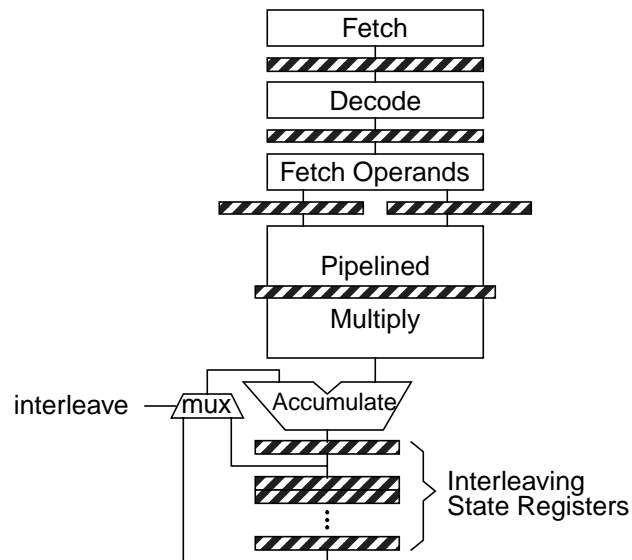 Fetch
Decode
Fetch Operands
Pipelined
Multiply
interleave
mux
Accumulate
Interleaving
State Registers